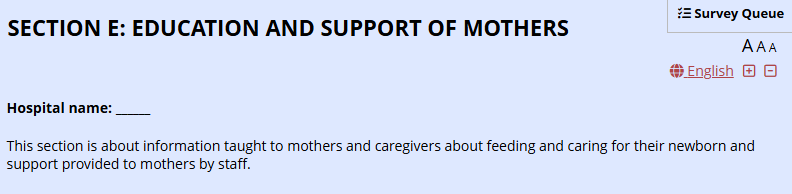 Survey Queue
SECTION E: EDUCATION AND SUPPORT OF MOTHERS
A A A
English
Hospital name: ______
This section is about information taught to mothers and caregivers about feeding and caring for their newborn and
support provided to mothers by staff.